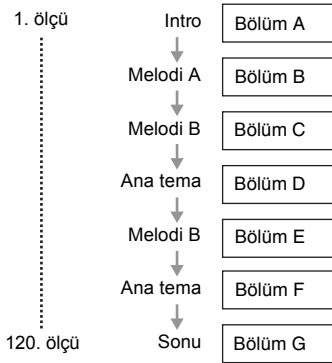 1. ölçü Intro Bölüm A
Melodi A Bölüm B
Melodi B Bölüm C
Ana tema Bölüm D
Melodi B Bölüm E
Ana tema Bölüm F
120. ölçü Sonu Bölüm G